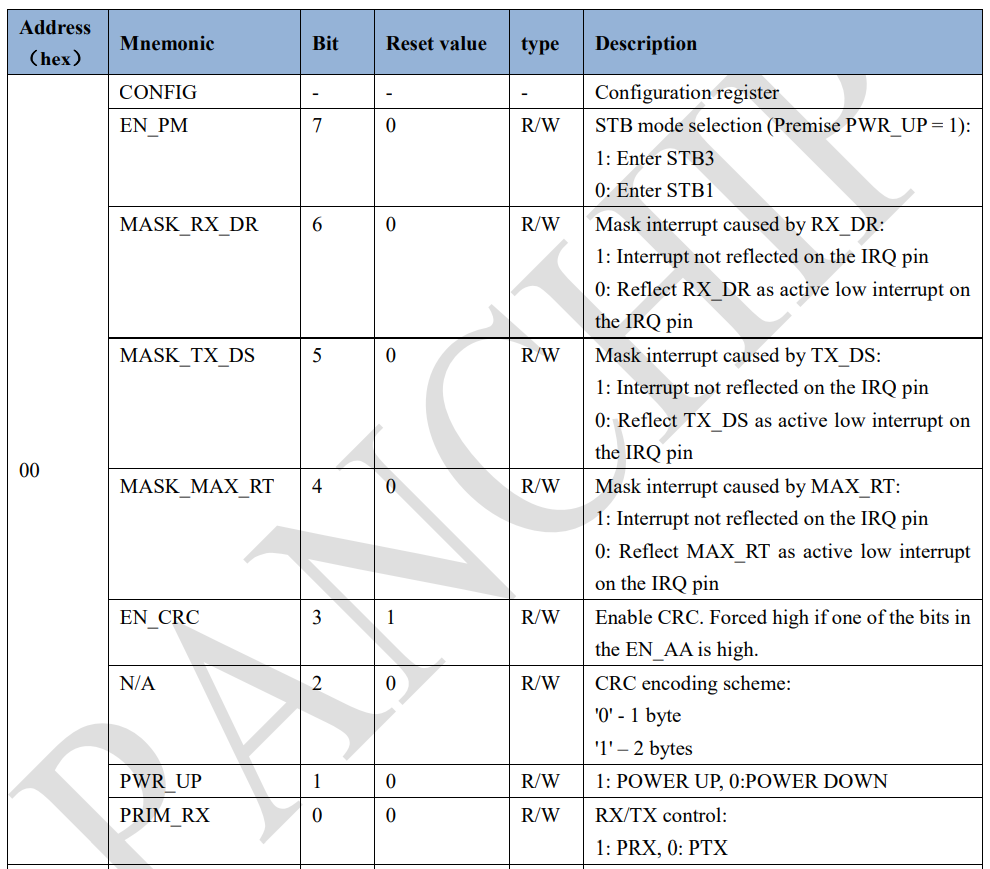 Address
（hex）
Mnemonic
Bit
Reset value
type
Description
00
CONFIG
-
-
-
Configuration register
EN_PM
7
0
R/W
STB mode selection (Premise PWR_UP = 1):
1: Enter STB3
0: Enter STB1
MASK_RX_DR
6
0
R/W
Mask interrupt caused by RX_DR:
1: Interrupt not reflected on the IRQ pin
0: Reflect RX_DR as active low interrupt on
the IRQ pin
MASK_TX_DS
5
0
R/W
Mask interrupt caused by TX_DS:
1: Interrupt not reflected on the IRQ pin
0: Reflect TX_DS as active low interrupt on
the IRQ pin
MASK_MAX_RT
4
0
R/W
Mask interrupt caused by MAX_RT:
1: Interrupt not reflected on the IRQ pin
0: Reflect MAX_RT as active low interrupt
on the IRQ pin
EN_CRC
3
1
R/W
Enable CRC. Forced high if one of the bits in
the EN_AA is high.
N/A
2
0
R/W
CRC encoding scheme:
'0' - 1 byte
'1' – 2 bytes
PWR_UP
1
0
R/W
1: POWER UP, 0:POWER DOWN
PRIM_RX
0
0
R/W
RX/TX control:
1: PRX, 0: PTX
PANCHIP